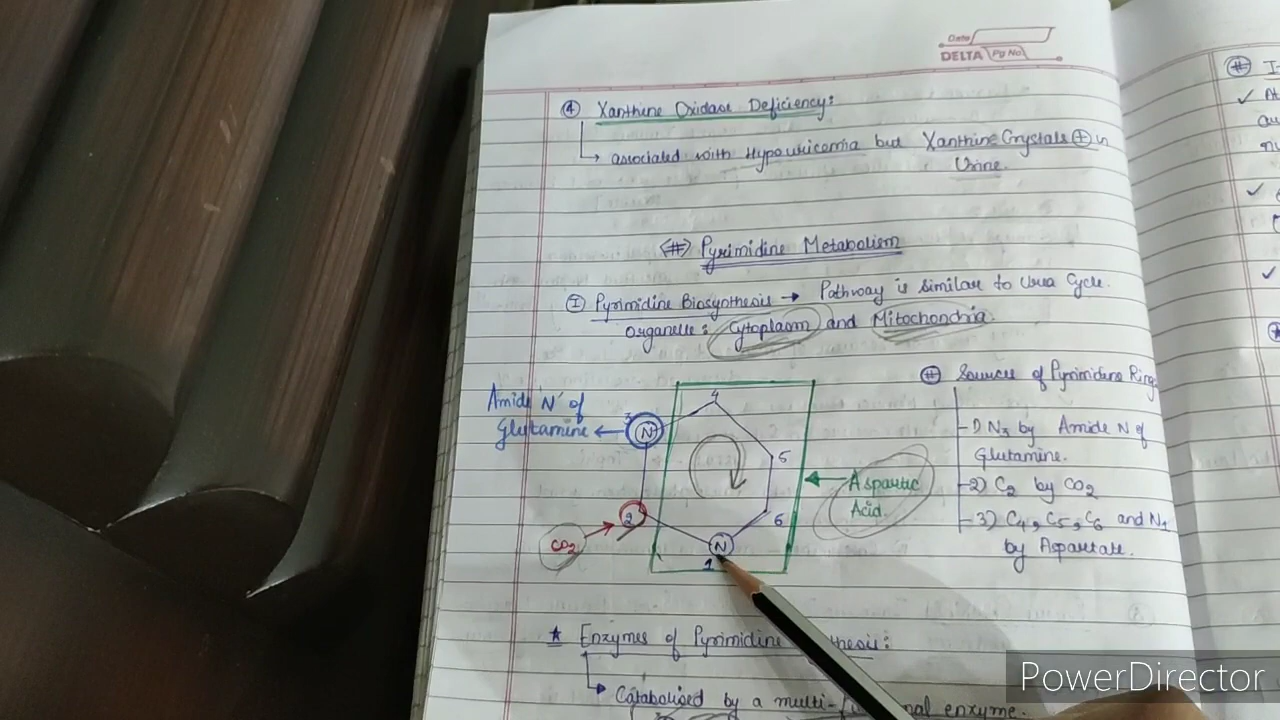 Date
DELTA Pg No.
④ Xanthine Oxidase Deficiency:
→ associated with Hypouricemia but Xanthine Crystals ⊕ in
Urine.
<#> Pyrimidine Metabolism
Ⓘ Pyrimidine Biosynthesis → Pathway is similar to Urea Cycle.
Organelle: Cytoplasm and Mitochondria.
# Sources of Pyrimidine Ring
1) N3 by Amide N of
Glutamine.
2) C2 by CO2
3) C4, C5, C6 and N1
by Aspartate.
Amide 'N' of
Glutamine ←
3 N
4
5
6
N
1
2
CO2
Aspartic
Acid.
★ Enzymes of Pyrimidine
→ Catabolised by a enzyme.
PowerDirector